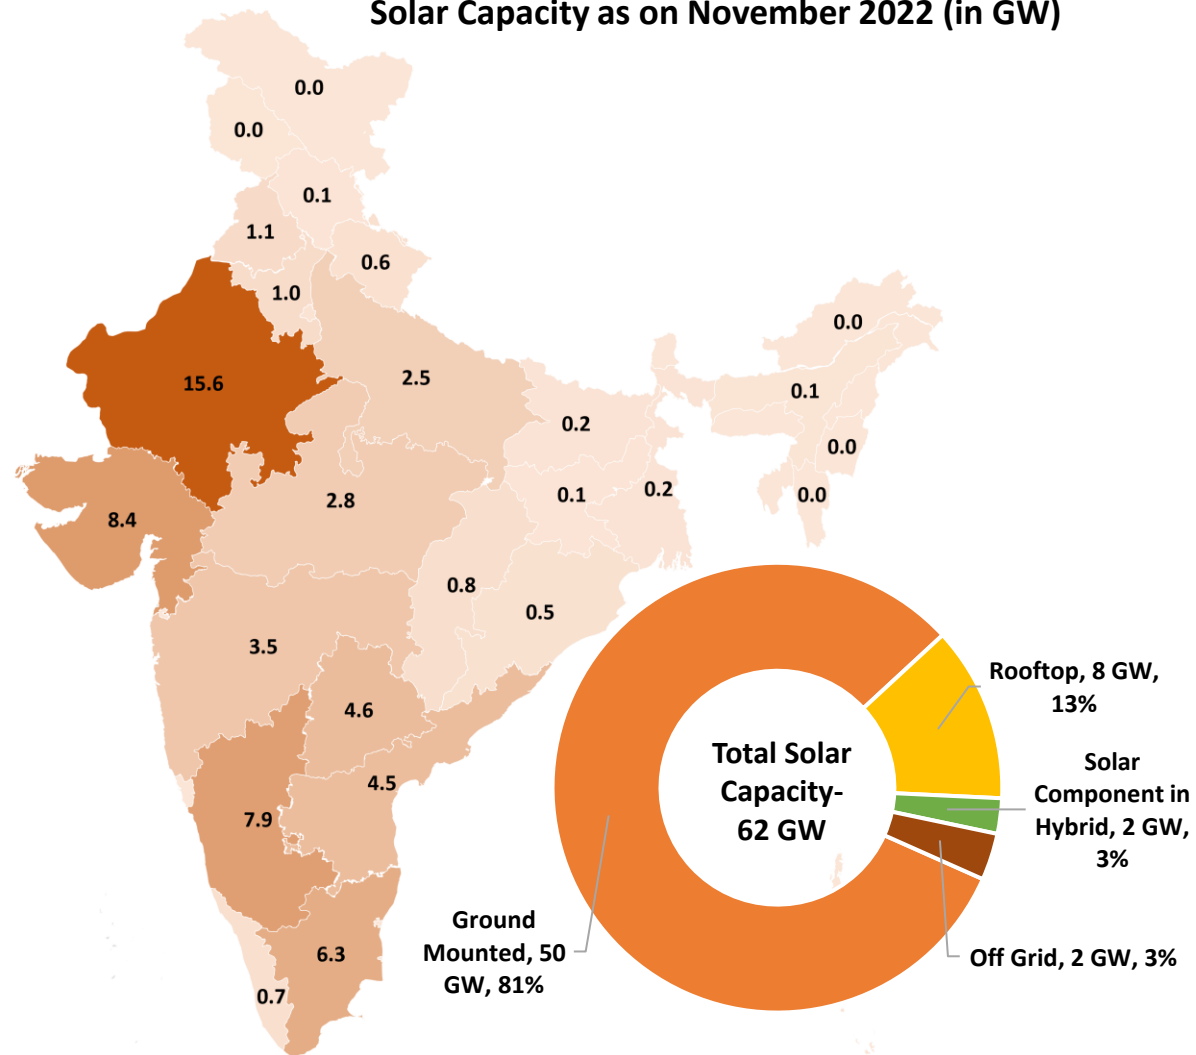 Solar Capacity as on November 2022 (in GW)
0.0
0.0
0.1
1.1
0.6
1.0
0.0
15.6
2.5
0.1
0.2
0.0
2.8
0.1
0.2
0.0
8.4
0.8
0.5
3.5
4.6
4.5
7.9
6.3
0.7
Rooftop, 8 GW,
13%
Total Solar
Capacity-
62 GW
Solar
Component in
Hybrid, 2 GW,
3%
Ground
Mounted, 50
GW, 81%
Off Grid, 2 GW, 3%